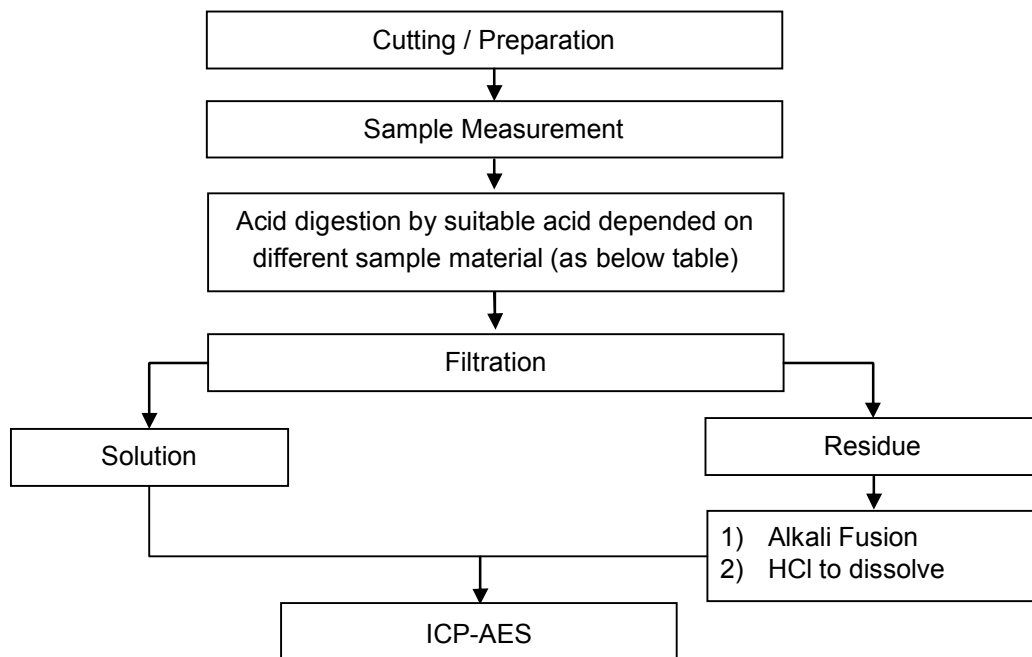 Cutting / Preparation
Sample Measurement
Acid digestion by suitable acid depended on
different sample material (as below table)
Filtration
Solution
Residue
1) Alkali Fusion
2) HCl to dissolve
ICP-AES